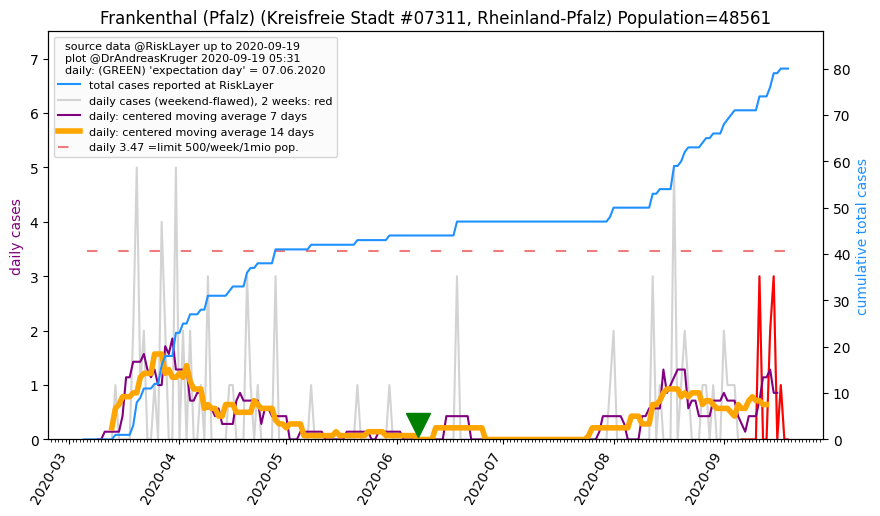 Frankenthal (Pfalz) (Kreisfreie Stadt #07311, Rheinland-Pfalz) Population=48561
source data @RiskLayer up to 2020-09-19
plot @DrAndreasKruger 2020-09-19 05:31
daily: (GREEN) 'expectation day' = 07.06.2020
total cases reported at RiskLayer
daily cases (weekend-flawed), 2 weeks: red
daily: centered moving average 7 days
daily: centered moving average 14 days
daily 3.47 =limit 500/week/1mio pop.
daily cases
7
6
5
4
3
2
1
0
cumulative total cases
80
70
60
50
40
30
20
10
0
2020-03
2020-04
2020-05
2020-06
2020-07
2020-08
2020-09